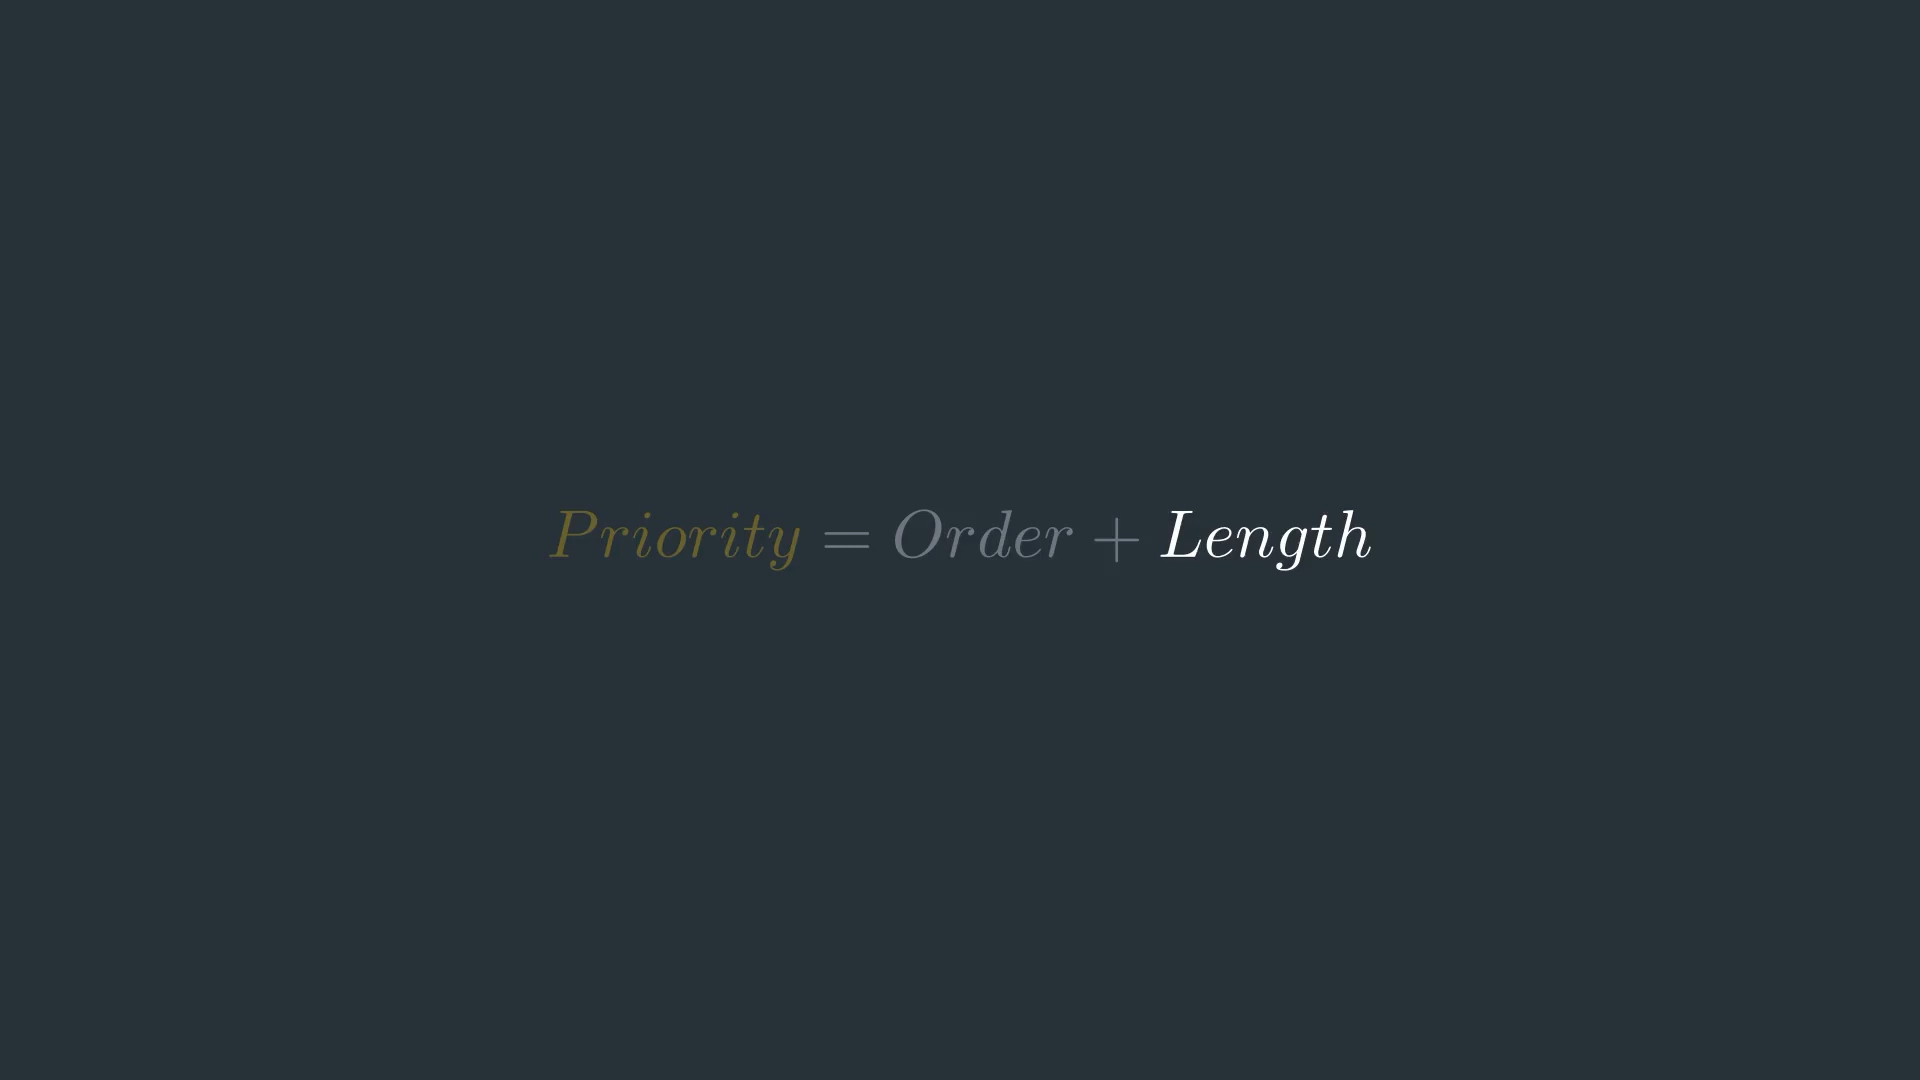 Priority = Order + Length